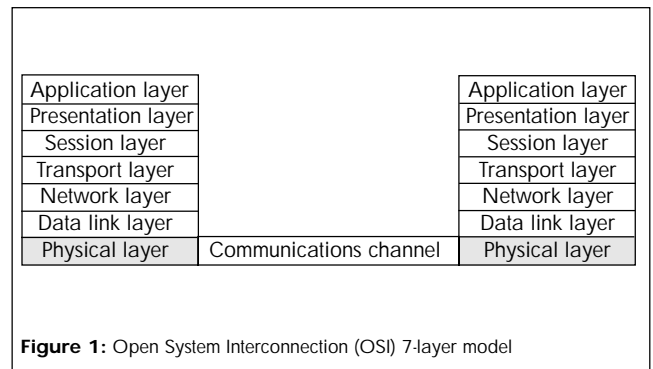 Application layer Application layer
Presentation layer Presentation layer
Session layer Session layer
Transport layer Transport layer
Network layer Network layer
Data link layer Data link layer
Physical layer Communications channel Physical layer
Figure 1: Open System Interconnection (OSI) 7-layer model